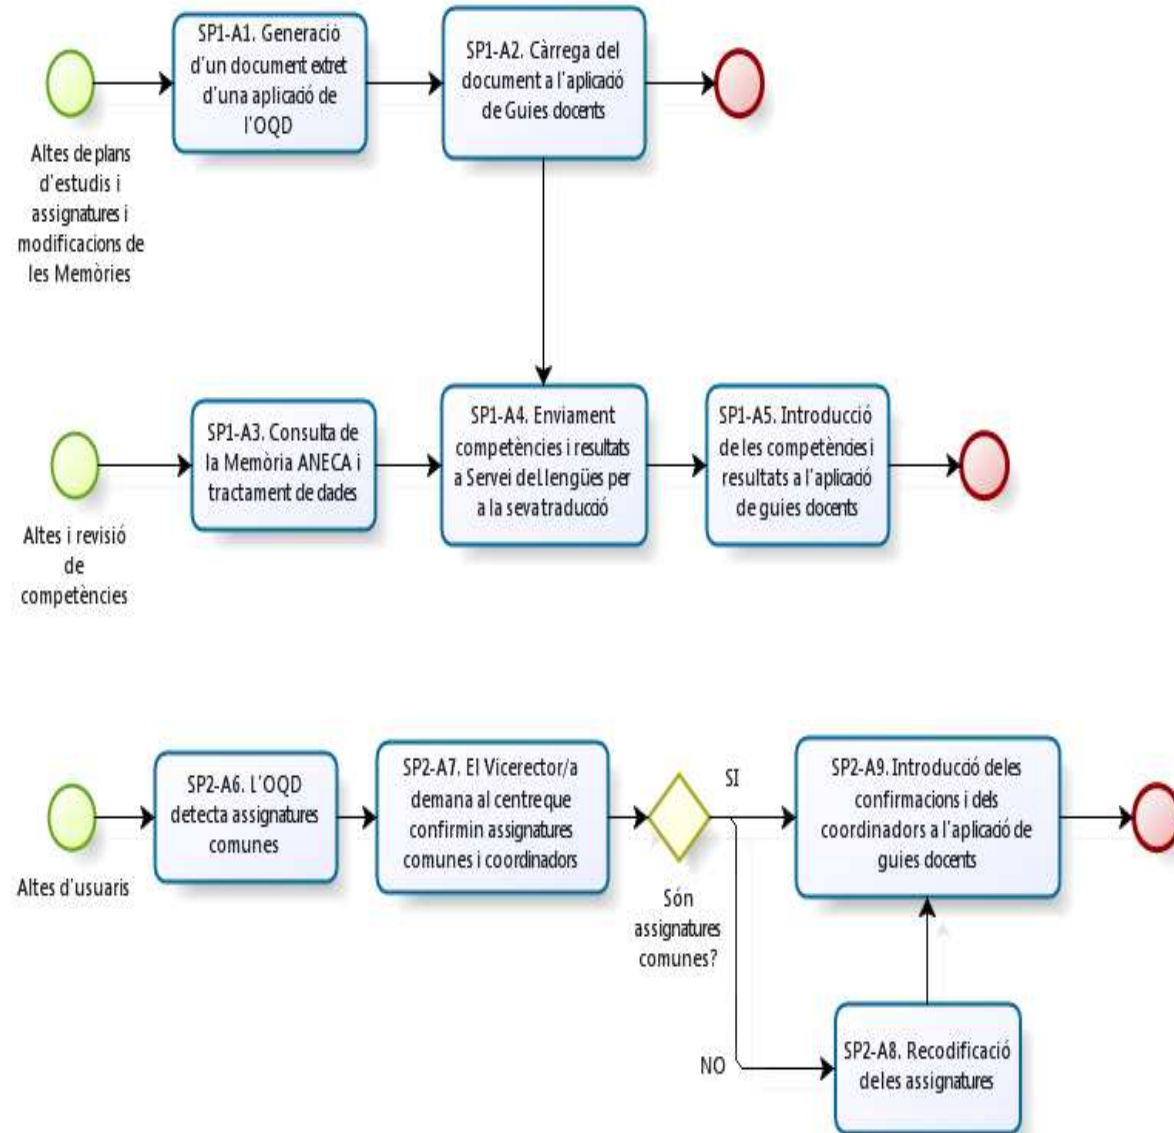 SP1-A1. Generació
d'un document extret
d'una aplicació de
l'OQD
SP1-A2. Càrrega del
document a l'aplicació
de Guies docents
Altes de plans
d'estudis i
assignatures i
modificacions de
les Memòries
SP1-A3. Consulta de
la Memòria ANECA i
tractament de dades
SP1-A4. Enviament
competències i resultats
a Servei de Llengües per
a la seva traducció
SP1-A5. Introducció
de les competències i
resultats a l'aplicació
de guies docents
Altes i revisió
de
competències
SP2-A6. L'OQD
detecta assignatures
comunes
SP2-A7. El Vicerector/a
demana al centre que
confirmin assignatures
comunes i coordinadors
SI
SP2-A9. Introducció de les
confirmacions i dels
coordinadors a l'aplicació de
guies docents
Altes d'usuaris
Són
assignatures
comunes?
NO
SP2-A8. Recodificació
de les assignatures